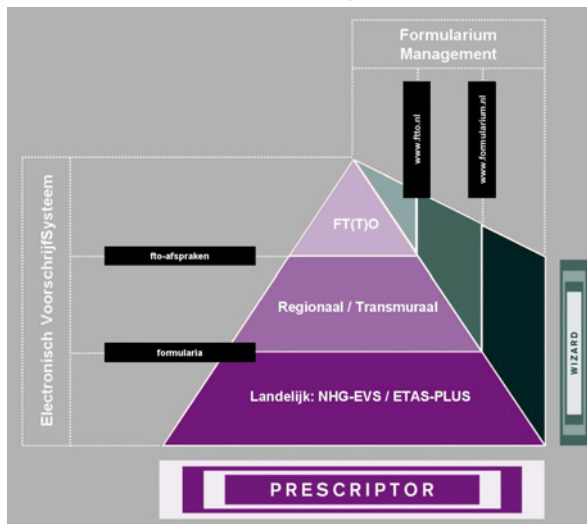 Formularium
Management
www.ftto.nl
www.formularium.nl
Electronisch VoorschrijfSysteem
FT(T)O
fto-afspraken
Regionaal / Transmuraal
formularia
Landelijk: NHG-EVS / ETAS-PLUS
WIZARD
PRESCRIPTOR